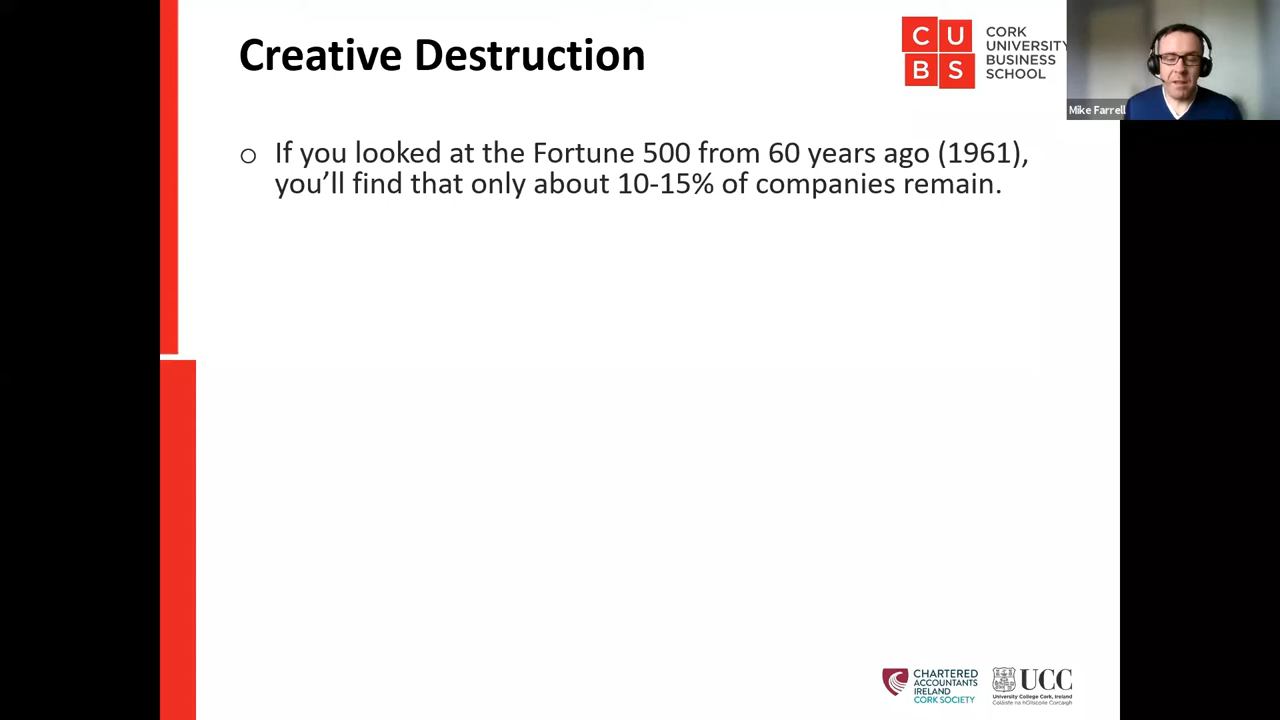 Creative Destruction
C U
B S
CORK
UNIVERSITY
BUSINESS
SCHOOL
Mike Farrell
o If you looked at the Fortune 500 from 60 years ago (1961),
you’ll find that only about 10-15% of companies remain.
CHARTERED
ACCOUNTANTS
IRELAND
CORK SOCIETY
UCC
University College Cork, Ireland
Coláiste na hOllscoile Corcaigh